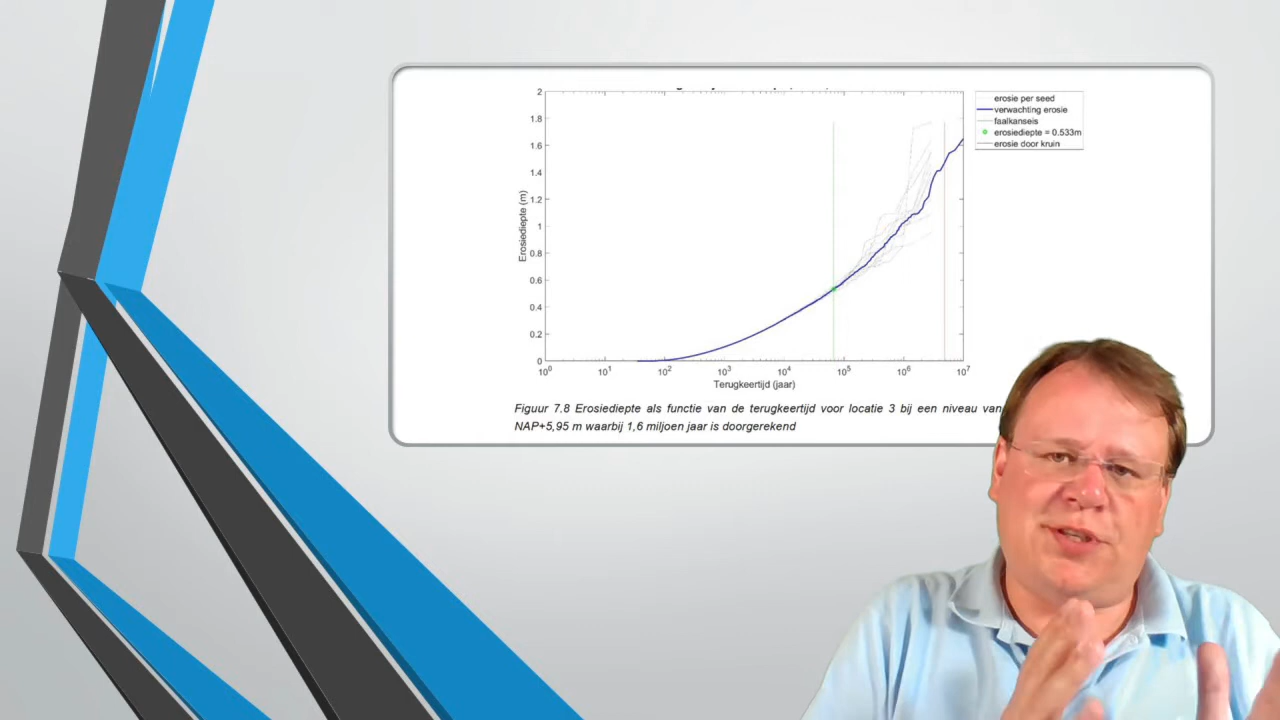 2
1.8
1.6
1.4
1.2
1
0.8
0.6
0.4
0.2
0
Erosiediepte (m)
10^0 10^1 10^2 10^3 10^4 10^5 10^6 10^7
Terugkeertijd (jaar)
erosie per seed
verwachting erosie
faalkanseis
erosiediepte = 0.533m
erosie door kruin
Figuur 7.8 Erosiediepte als functie van de terugkeertijd voor locatie 3 bij een niveau van
NAP+5,95 m waarbij 1,6 miljoen jaar is doorgerekend